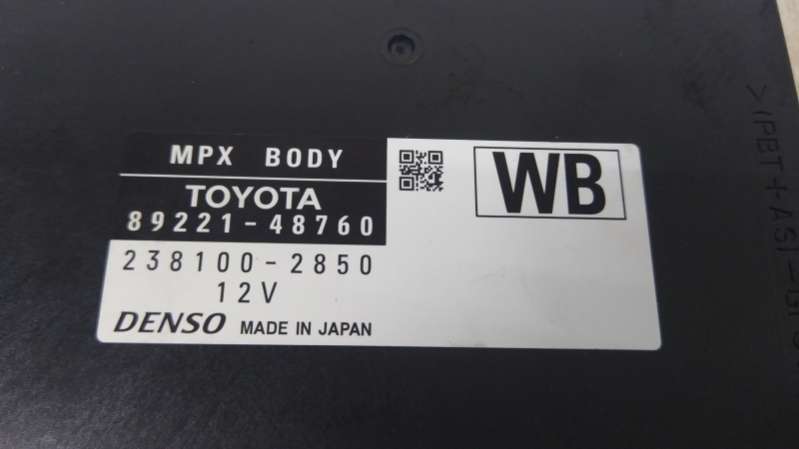 MPX BODY
TOYOTA
89221-48760
238100-2850
12V
DENSO MADE IN JAPAN
WB